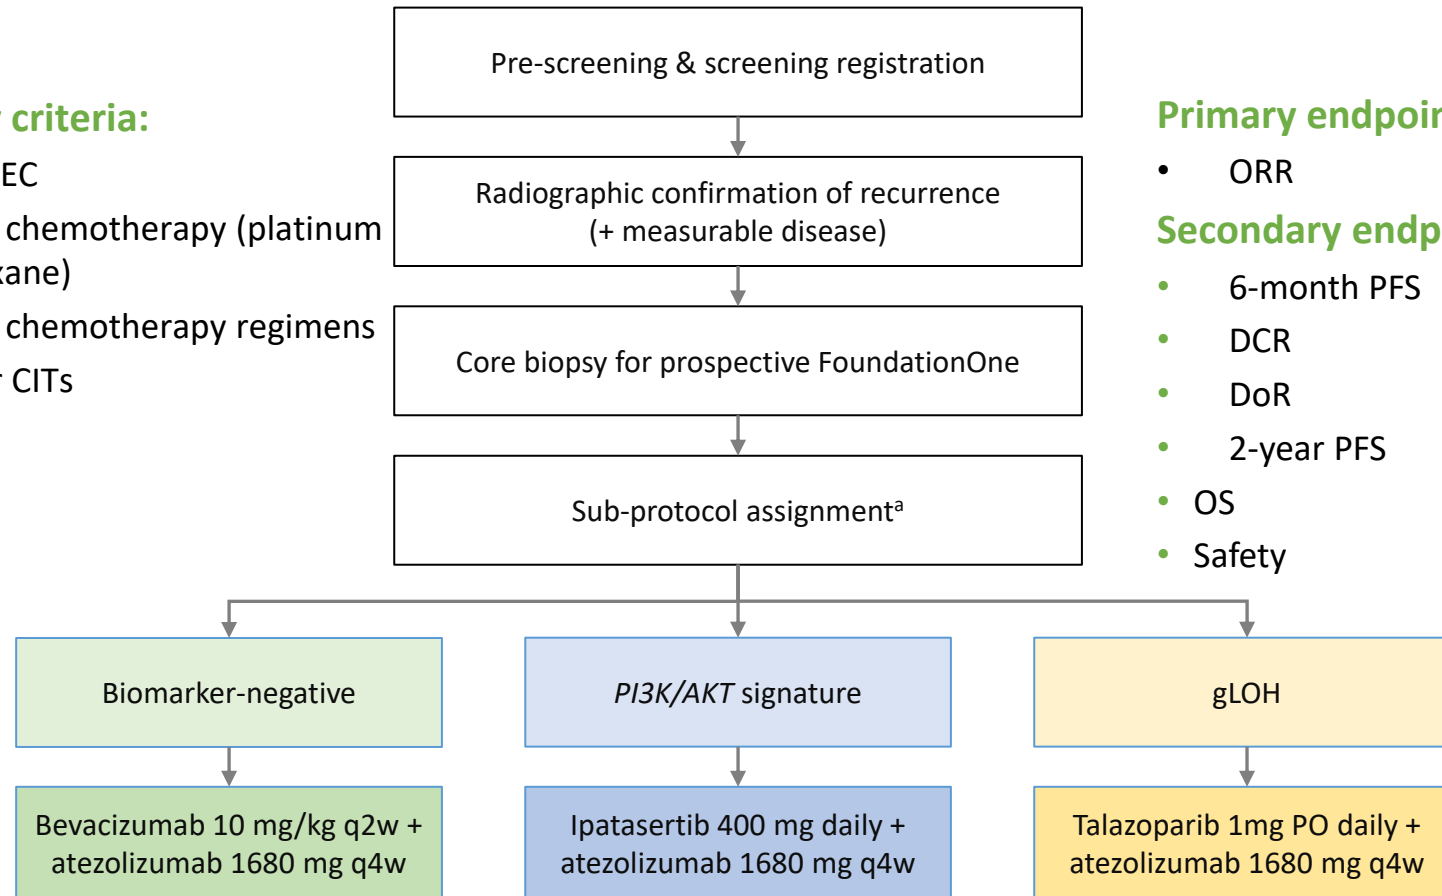 Pre-screening & screening registration
criteria:
EC
chemotherapy (platinum
xane)
chemotherapy regimens
CITs
Radiographic confirmation of recurrence
(+ measurable disease)
Core biopsy for prospective FoundationOne
Sub-protocol assignmentª
Primary endpoin
• ORR
Secondary endp
• 6-month PFS
• DCR
• DoR
• 2-year PFS
• OS
• Safety
Biomarker-negative
PI3K/AKT signature
gLOH
Bevacizumab 10 mg/kg q2w +
atezolizumab 1680 mg q4w
Ipatasertib 400 mg daily +
atezolizumab 1680 mg q4w
Talazoparib 1mg PO daily +
atezolizumab 1680 mg q4w